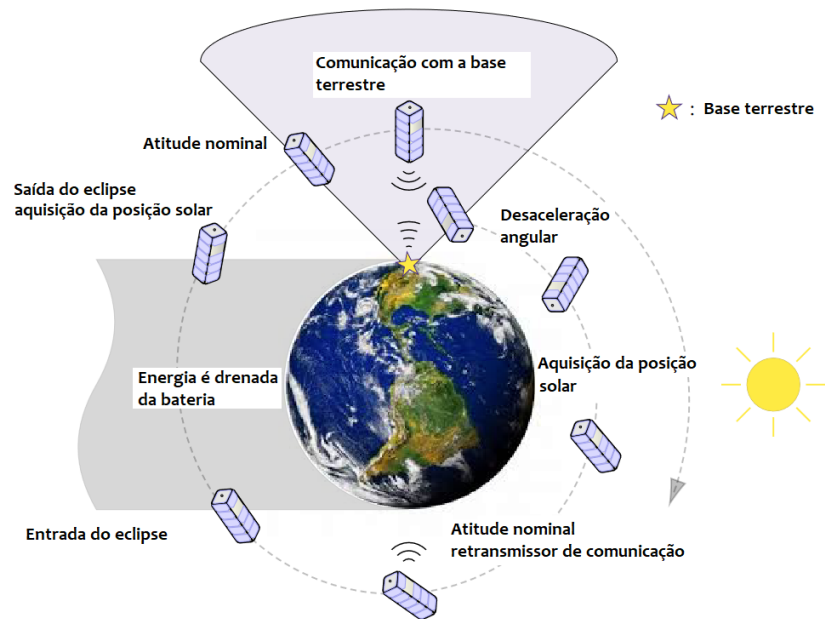 Comunicação com a base
terrestre
: Base terrestre
Atitude nominal
Saída do eclipse
aquisição da posição solar
Desaceleração
angular
Aquisição da posição
solar
Energia é drenada
da bateria
Entrada do eclipse
Atitude nominal
retransmissor de comunicação